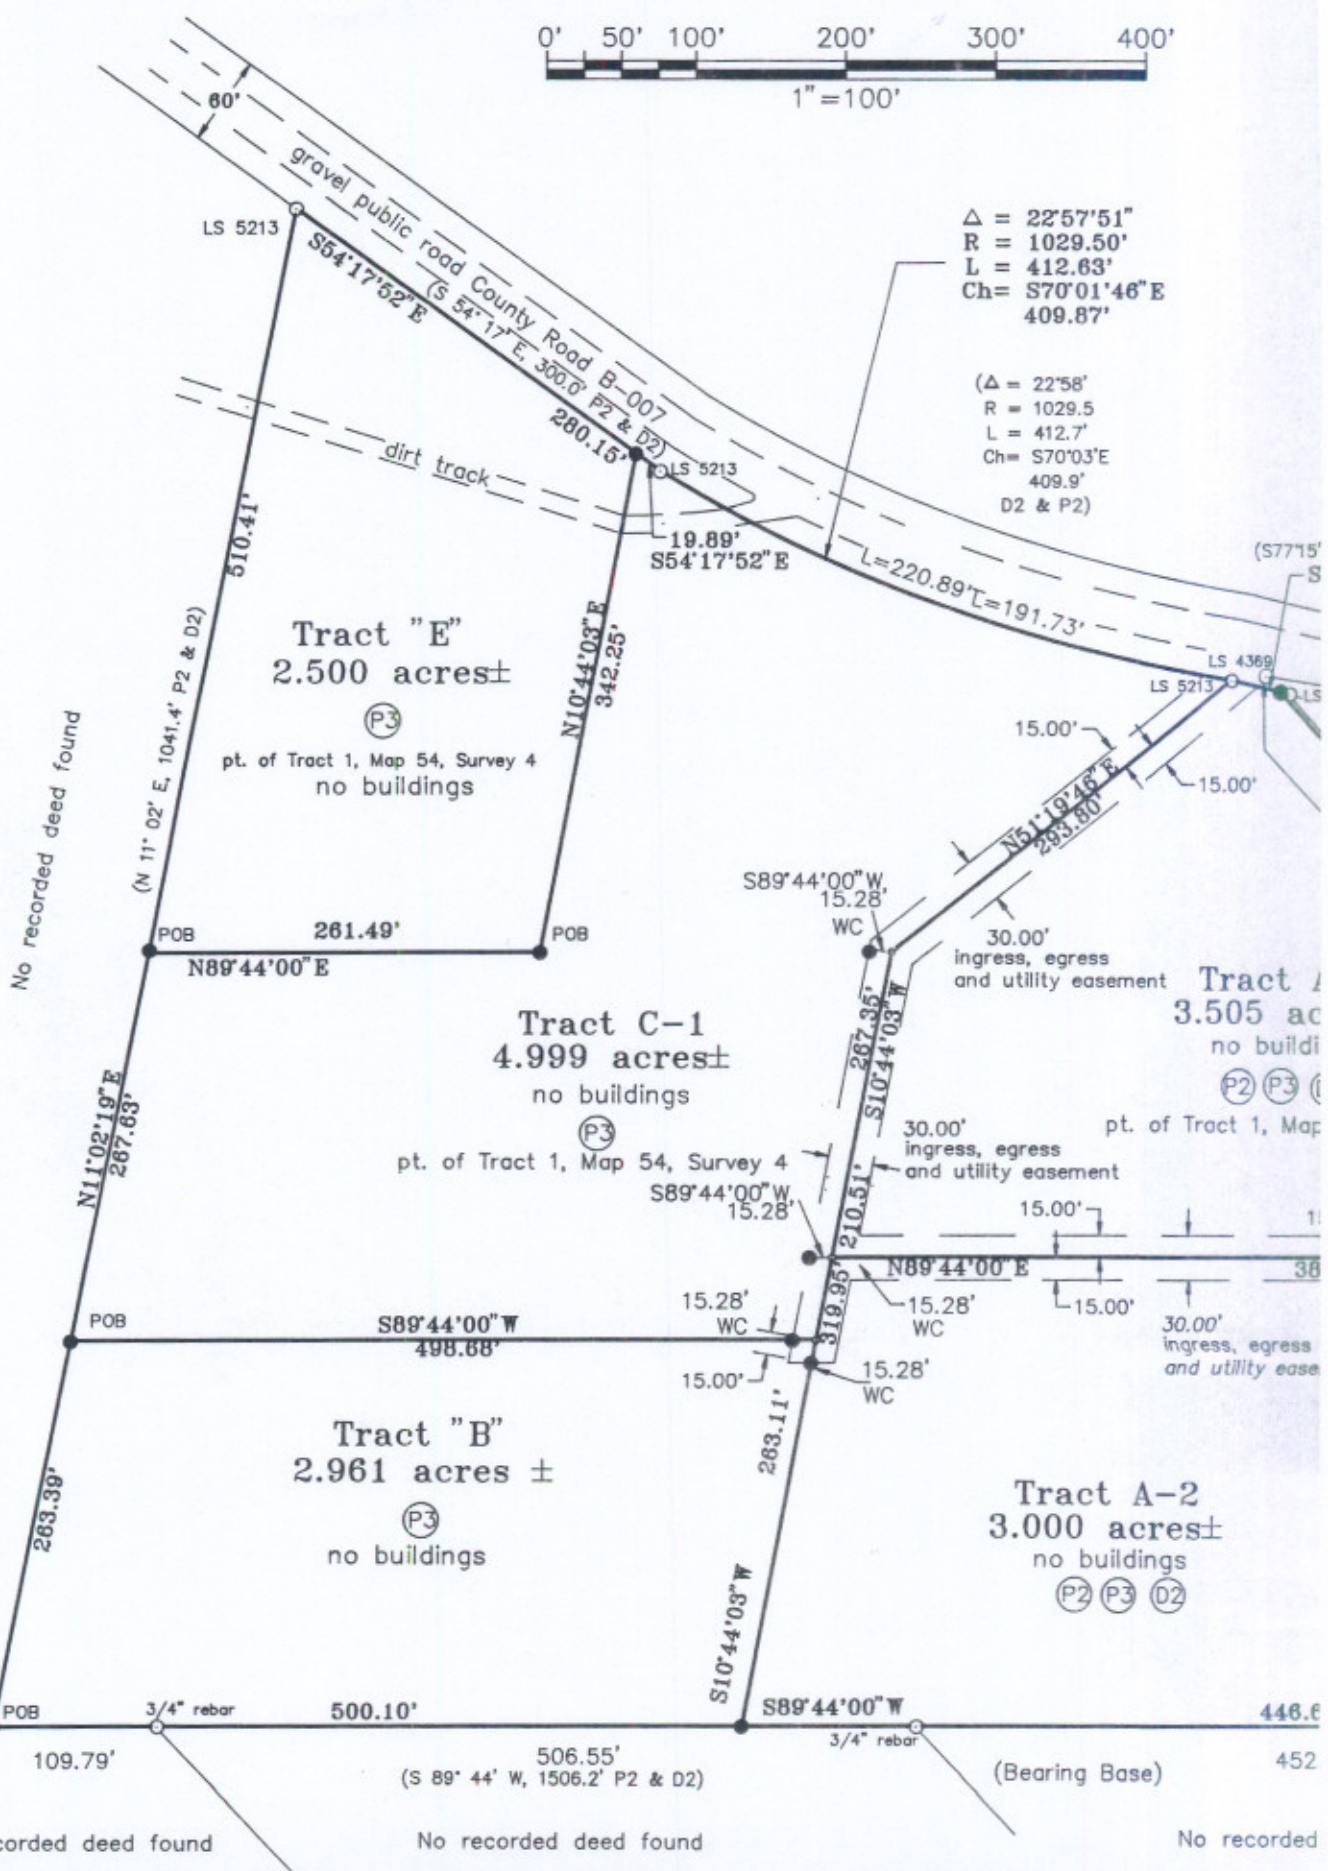 0' 50' 100' 200' 300' 400'
1"=100'
60'
gravel public road County Road B-007
LS 5213
S54°17'52"E
(S 54° 17' E, 300.0' P2 & D2)
280.15'
LS 5213
dirt track
19.89'
S54°17'52"E
Δ = 22°57'51"
R = 1029.50'
L = 412.63'
Ch= S70°01'46"E
409.87'
(Δ = 22°58'
R = 1029.5
L = 412.7'
Ch= S70°03'E
409.9'
D2 & P2)
L=220.89'
L=191.73'
(S77°15'
S
LS 4369
LS 5213
LS
510.41'
(N 11° 02' E, 1041.4' P2 & D2)
Tract "E"
2.500 acres±
P3
pt. of Tract 1, Map 54, Survey 4
no buildings
N10°44'03"E
342.25'
No recorded deed found
15.00'
15.00'
N51°19'46"E
293.80'
S89°44'00"W
15.28'
WC
30.00'
ingress, egress
and utility easement
POB
261.49'
N89°44'00"E
POB
Tract C-1
4.999 acres±
no buildings
P3
pt. of Tract 1, Map 54, Survey 4
267.35'
S10°44'03"W
Tract A
3.505 ac
no buildi
P2 P3
pt. of Tract 1, Map
30.00'
ingress, egress
and utility easement
N11°02'19"E
267.63'
S89°44'00"W
15.28'
210.51'
15.00'
N89°44'00"E
38
15.28'
WC
15.00'
30.00'
ingress, egress
and utility ease
POB
S89°44'00"W
498.68'
15.28'
WC
15.00'
319.95'
15.28'
WC
Tract "B"
2.961 acres ±
P3
no buildings
263.11'
263.39'
S10°44'03"W
Tract A-2
3.000 acres±
no buildings
P2 P3 D2
POB
3/4" rebar
500.10'
S89°44'00"W
3/4" rebar
446.6
109.79'
506.55'
(S 89° 44' W, 1506.2' P2 & D2)
(Bearing Base)
452
corded deed found
No recorded deed found
No recorded